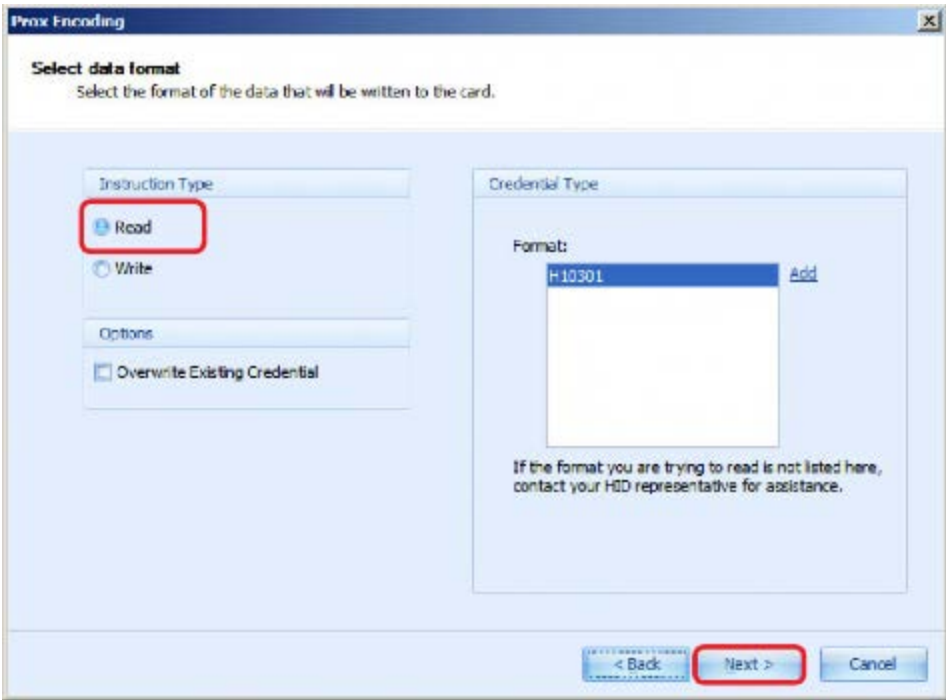 Prox Encoding
Select data format
Select the format of the data that will be written to the card.
Instruction Type
Read
Write
Options
Overwrite Existing Credential
Credential Type
Format:
H10301
Add
If the format you are trying to read is not listed here,
contact your HID representative for assistance.
< Back
Next >
Cancel